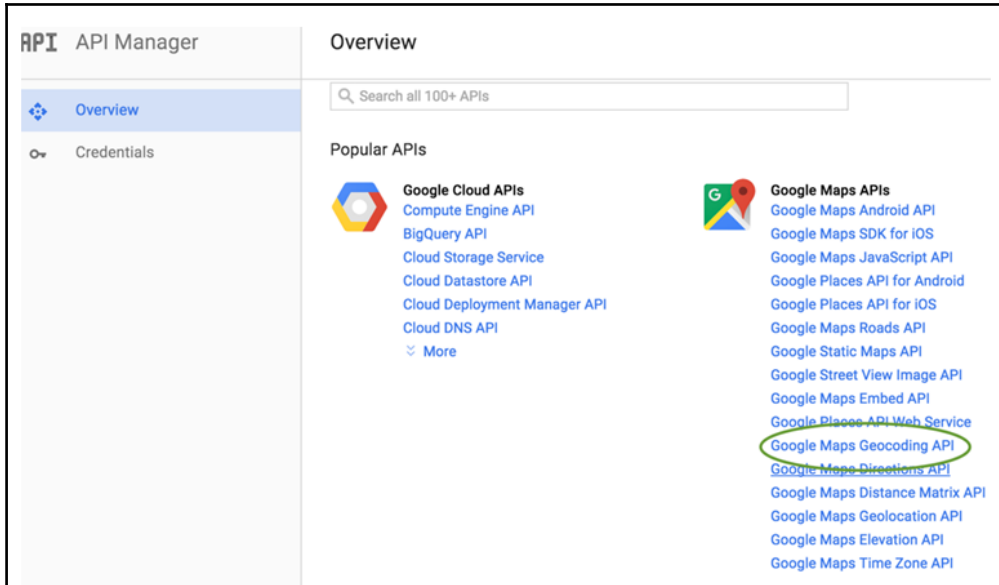 API API Manager
Overview
Credentials
Overview
Search all 100+ APIs
Popular APIs
Google Cloud APIs
Compute Engine API
BigQuery API
Cloud Storage Service
Cloud Datastore API
Cloud Deployment Manager API
Cloud DNS API
More
G
Google Maps APIs
Google Maps Android API
Google Maps SDK for iOS
Google Maps JavaScript API
Google Places API for Android
Google Places API for iOS
Google Maps Roads API
Google Static Maps API
Google Street View Image API
Google Maps Embed API
Google Places API Web Service
Google Maps Geocoding API
Google Maps Directions API
Google Maps Distance Matrix API
Google Maps Geolocation API
Google Maps Elevation API
Google Maps Time Zone API